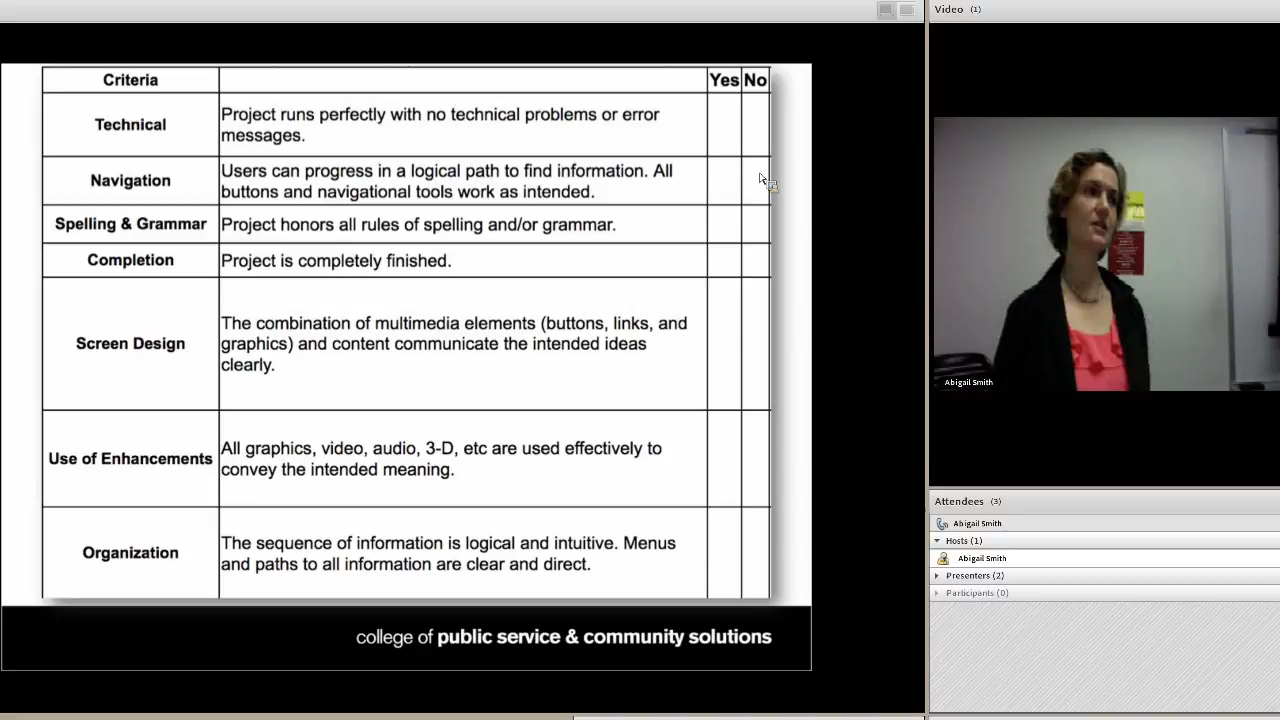 Video (1)
Criteria Yes No
Technical
Project runs perfectly with no technical problems or error
messages.
Navigation
Users can progress in a logical path to find information. All
buttons and navigational tools work as intended.
Spelling & Grammar
Project honors all rules of spelling and/or grammar.
Completion
Project is completely finished.
Screen Design
The combination of multimedia elements (buttons, links, and
graphics) and content communicate the intended ideas
clearly.
Use of Enhancements
All graphics, video, audio, 3-D, etc are used effectively to
convey the intended meaning.
Organization
The sequence of information is logical and intuitive. Menus
and paths to all information are clear and direct.
college of public service & community solutions
Abigail Smith
Attendees (3)
Abigail Smith
Hosts (1)
Abigail Smith
Presenters (2)
Participants (0)